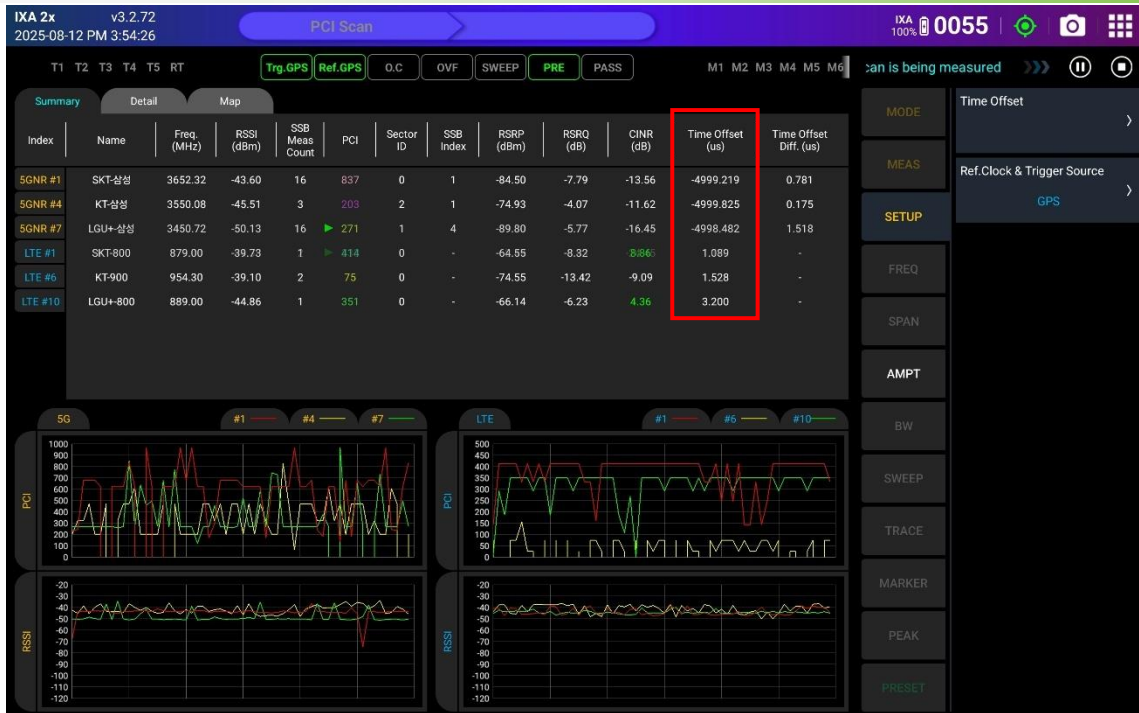 IXA 2x v3.2.72
2025-08-12 PM 3:54:26
PCI Scan
IXA 100% 0055
T1 T2 T3 T4 T5 RT Trg.GPS Ref.GPS O.C OVF SWEEP PRE PASS M1 M2 M3 M4 M5 M6 can is being measured
Summary Detail Map
Index Name Freq. (MHz) RSSI (dBm) SSB Meas Count PCI Sector ID SSB Index RSRP (dBm) RSRQ (dB) CINR (dB) Time Offset (us) Time Offset Diff. (us)
5GNR #1 SKT-삼성 3652.32 -43.60 16 837 0 1 -84.50 -7.79 -13.56 -4999.219 0.781
5GNR #4 KT-삼성 3550.08 -45.51 3 203 2 1 -74.93 -4.07 -11.62 -4999.825 0.175
5GNR #7 LGU+-삼성 3450.72 -50.13 16 271 1 4 -89.80 -5.77 -16.45 -4998.482 1.518
LTE #1 SKT-800 879.00 -39.73 1 414 0 - -64.55 -8.32 1.089 -
LTE #6 KT-900 954.30 -39.10 2 75 0 - -74.55 -13.42 -9.09 1.528 -
LTE #10 LGU+-800 889.00 -44.86 1 351 0 - -66.14 -6.23 4.36 3.200 -
5G #1 #4 #7
PCI
1000
900
800
700
600
500
400
300
200
100
0
RSSI
-20
-30
-40
-50
-60
-70
-80
-90
-100
-110
-120
LTE #1 #6 #10
PCI
500
450
400
350
300
250
200
150
100
50
0
RSSI
-20
-30
-40
-50
-60
-70
-80
-90
-100
-110
-120
MODE
MEAS
SETUP
FREQ
SPAN
AMPT
BW
SWEEP
TRACE
MARKER
PEAK
PRESET
Time Offset
Ref.Clock & Trigger Source
GPS